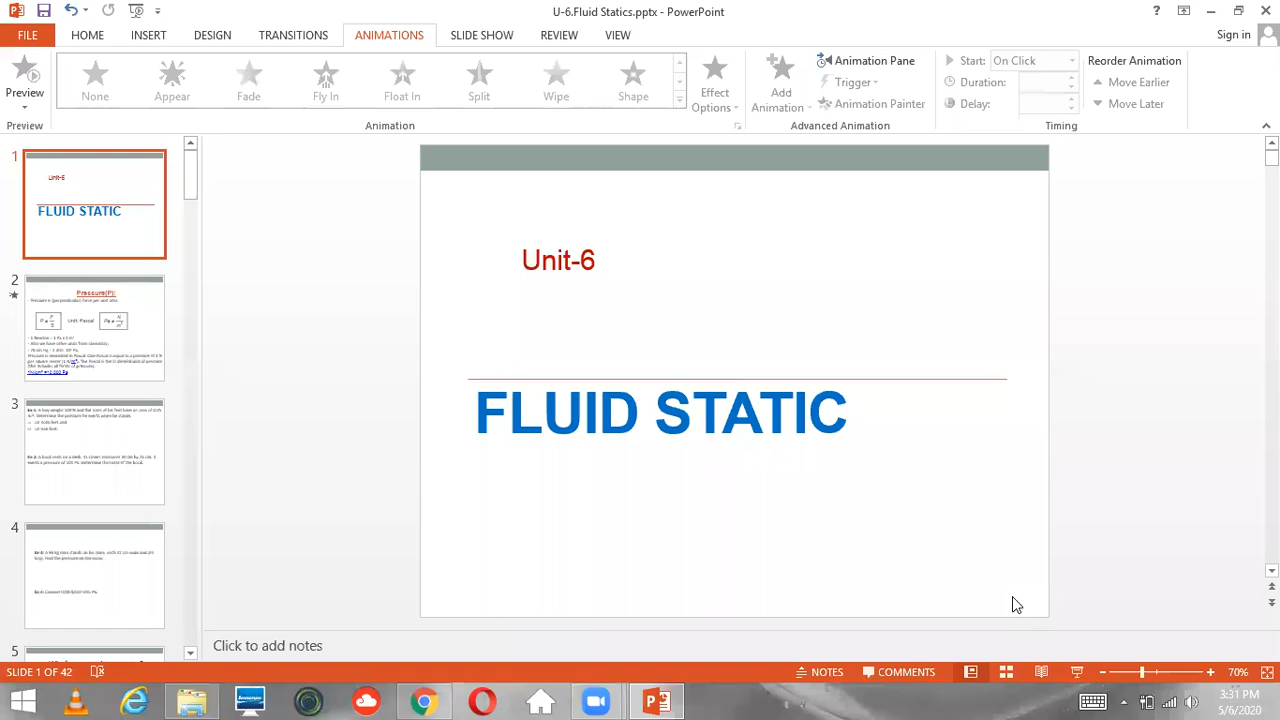 U-6.Fluid Statics.pptx - PowerPoint
Sign in
FILE HOME INSERT DESIGN TRANSITIONS ANIMATIONS SLIDE SHOW REVIEW VIEW
Preview
None Appear Fade Fly In Float In Split Wipe Shape
Effect Options
Add Animation
Animation Pane
Trigger
Animation Painter
Start: On Click
Duration:
Delay:
Reorder Animation
Move Earlier
Move Later
Preview Animation Advanced Animation Timing
1
Unit-6
FLUID STATIC
2
Pressure(P):
3
4
5
Unit-6
FLUID STATIC
Click to add notes
SLIDE 1 OF 42
NOTES COMMENTS 70%
3:31 PM
5/6/2020